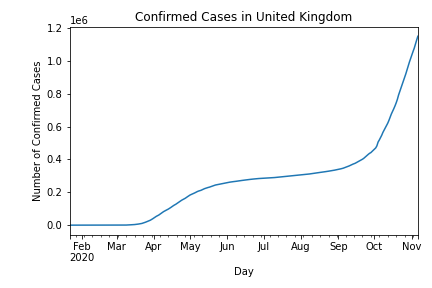 Confirmed Cases in United Kingdom
1e6
Number of Confirmed Cases
1.2
1.0
0.8
0.6
0.4
0.2
0.0
Feb Mar Apr May Jun Jul Aug Sep Oct Nov
2020
Day